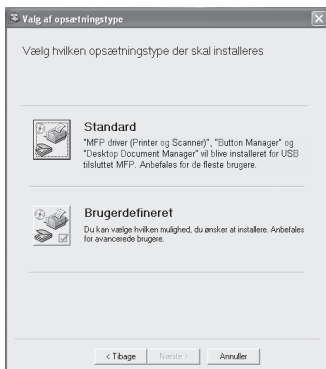 Valg af opsætningstype
Vælg hvilken opsætningstype der skal installeres
Standard
"MFP driver (Printer og Scanner)", "Button Manager" og
"Desktop Document Manager" vil blive installeret for USB
tilsluttet MFP. Anbefales for de fleste brugere.
Brugerdefineret
Du kan vælge hvilken mulighed, du ønsker at installere. Anbefales
for avancerede brugere.
< Tibage Næste > Annuller